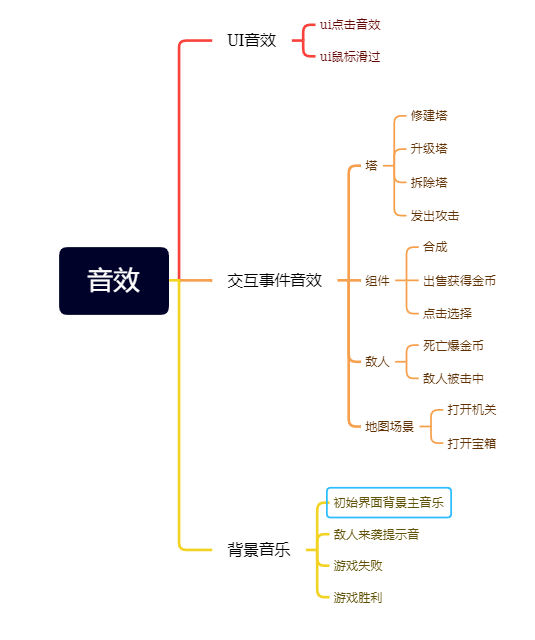 音效
UI音效
ui点击音效
ui鼠标滑过
交互事件音效
塔
修建塔
升级塔
拆除塔
发出攻击
组件
合成
出售获得金币
点击选择
敌人
死亡爆金币
敌人被击中
地图场景
打开机关
打开宝箱
背景音乐
初始界面背景主音乐
敌人来袭提示音
游戏失败
游戏胜利